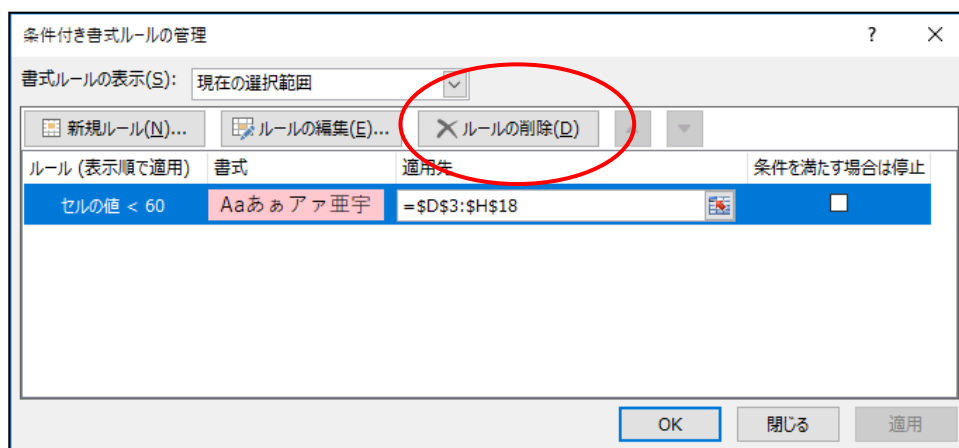 条件付き書式ルールの管理
書式ルールの表示(S): 現在の選択範囲
新規ルール(N)... ルールの編集(E)... ルールの削除(D)
ルール (表示順で適用) 書式 適用先 条件を満たす場合は停止
セルの値 < 60 Aaあぁアァ亜宇 =$D$3:$H$18
OK 閉じる 適用